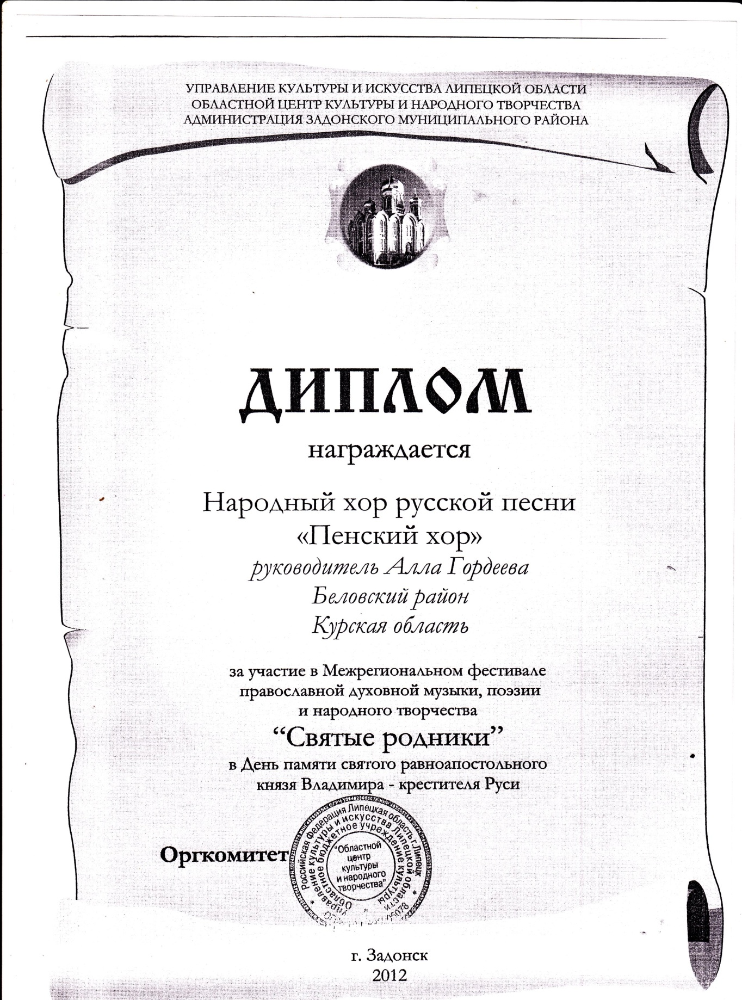 УПРАВЛЕНИЕ КУЛЬТУРЫ И ИСКУССТВА ЛИПЕЦКОЙ ОБЛАСТИ
ОБЛАСТНОЙ ЦЕНТР КУЛЬТУРЫ И НАРОДНОГО ТВОРЧЕСТВА
АДМИНИСТРАЦИЯ ЗАДОНСКОГО МУНИЦИПАЛЬНОГО РАЙОНА
ДИПЛОМ
награждается
Народный хор русской песни
«Пенский хор»
руководитель Алла Гордеева
Беловский район
Курская область
за участие в Межрегиональном фестивале
православной духовной музыки, поэзии
и народного творчества
“Святые родники”
в День памяти святого равноапостольного
князя Владимира - крестителя Руси
Оргкомитет
Российская Федерация Липецкая область г.Липецк
Управление культуры и искусства Липецкой области
Областное бюджетное учреждение культуры
"Областной
центр
культуры
и народного
творчества"
г. Задонск
2012